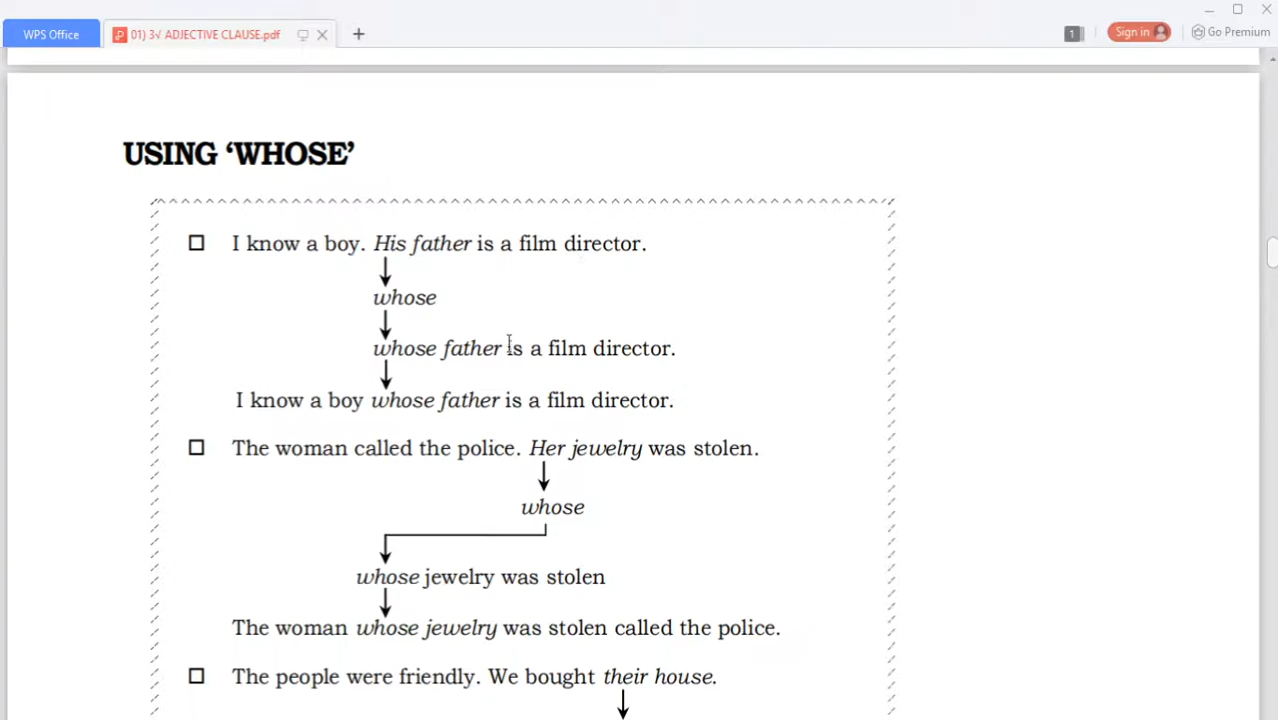 WPS Office
01) 3√ ADJECTIVE CLAUSE.pdf
1
Sign in
Go Premium
USING ‘WHOSE’
I know a boy. His father is a film director.
whose
whose father is a film director.
I know a boy whose father is a film director.
The woman called the police. Her jewelry was stolen.
whose
whose jewelry was stolen
The woman whose jewelry was stolen called the police.
The people were friendly. We bought their house.